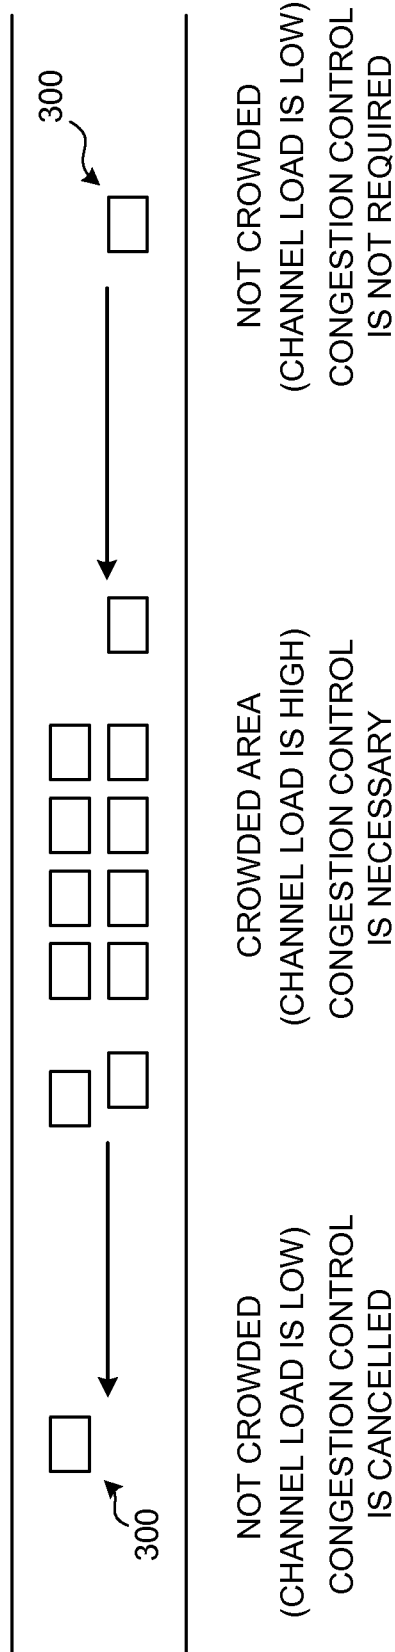 300
300
NOT CROWDED
(CHANNEL LOAD IS LOW)
CONGESTION CONTROL
IS CANCELLED
CROWDED AREA
(CHANNEL LOAD IS HIGH)
CONGESTION CONTROL
IS NECESSARY
NOT CROWDED
(CHANNEL LOAD IS LOW)
CONGESTION CONTROL
IS NOT REQUIRED